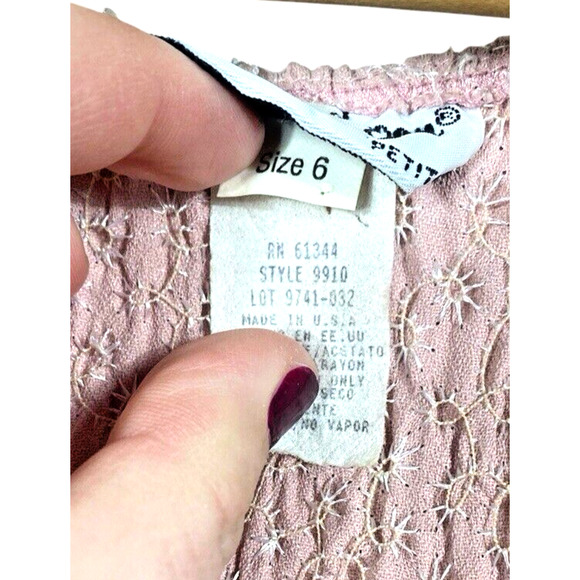 PETIT
Size 6
RN 61344
STYLE 9910
LOT 9741-032
MADE IN U.S.A
EN EE.UU
/ACETATO
RAYON
ONLY
SECO
NO VAPOR